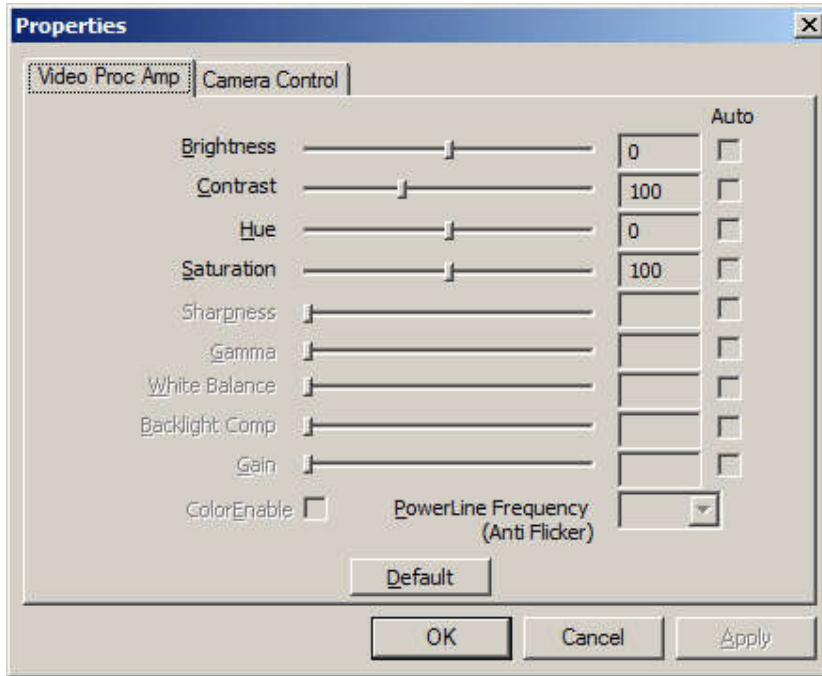 Properties
Video Proc Amp Camera Control
Auto
Brightness 0
Contrast 100
Hue 0
Saturation 100
Sharpness
Gamma
White Balance
Backlight Comp
Gain
ColorEnable PowerLine Frequency
(Anti Flicker)
Default
OK Cancel Apply